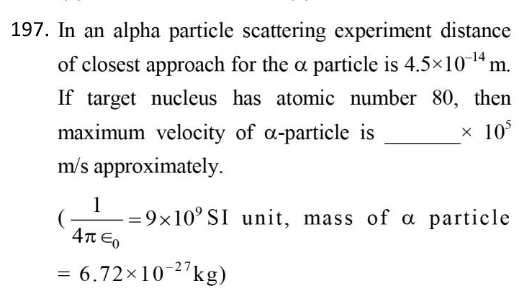 197. In an alpha particle scattering experiment distance
of closest approach for the α particle is 4.5×10⁻¹⁴ m.
If target nucleus has atomic number 80, then
maximum velocity of α-particle is ______ × 10⁵
m/s approximately.
(1/4π∈₀ = 9×10⁹ SI unit, mass of α particle
= 6.72×10⁻²⁷ kg)